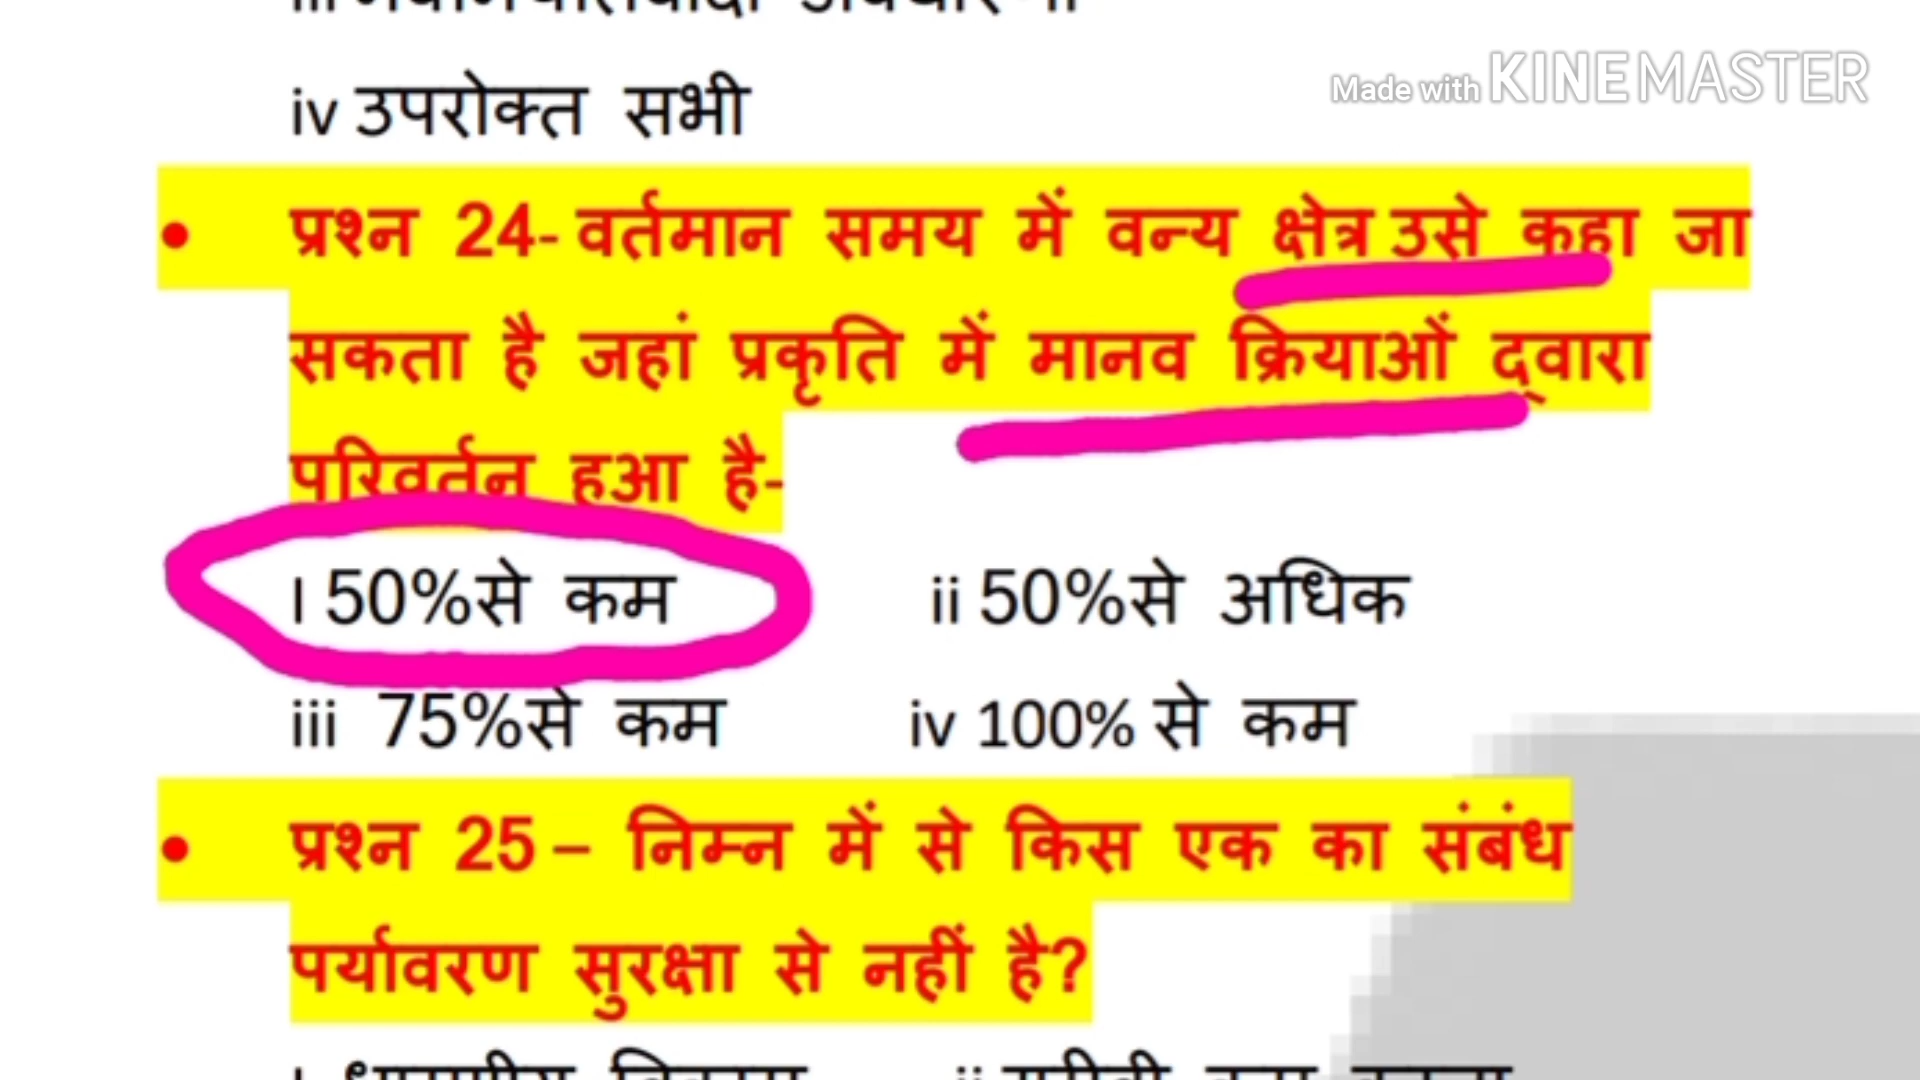 iv उपरोक्त सभी
Made with KINEMASTER
• प्रश्न 24- वर्तमान समय में वन्य क्षेत्र उसे कहा जा
सकता है जहां प्रकृति में मानव क्रियाओं द्वारा
परिवर्तन हुआ है-
I 50%से कम ii 50%से अधिक
iii 75%से कम iv 100% से कम
• प्रश्न 25 – निम्न में से किस एक का संबंध
पर्यावरण सुरक्षा से नहीं है?